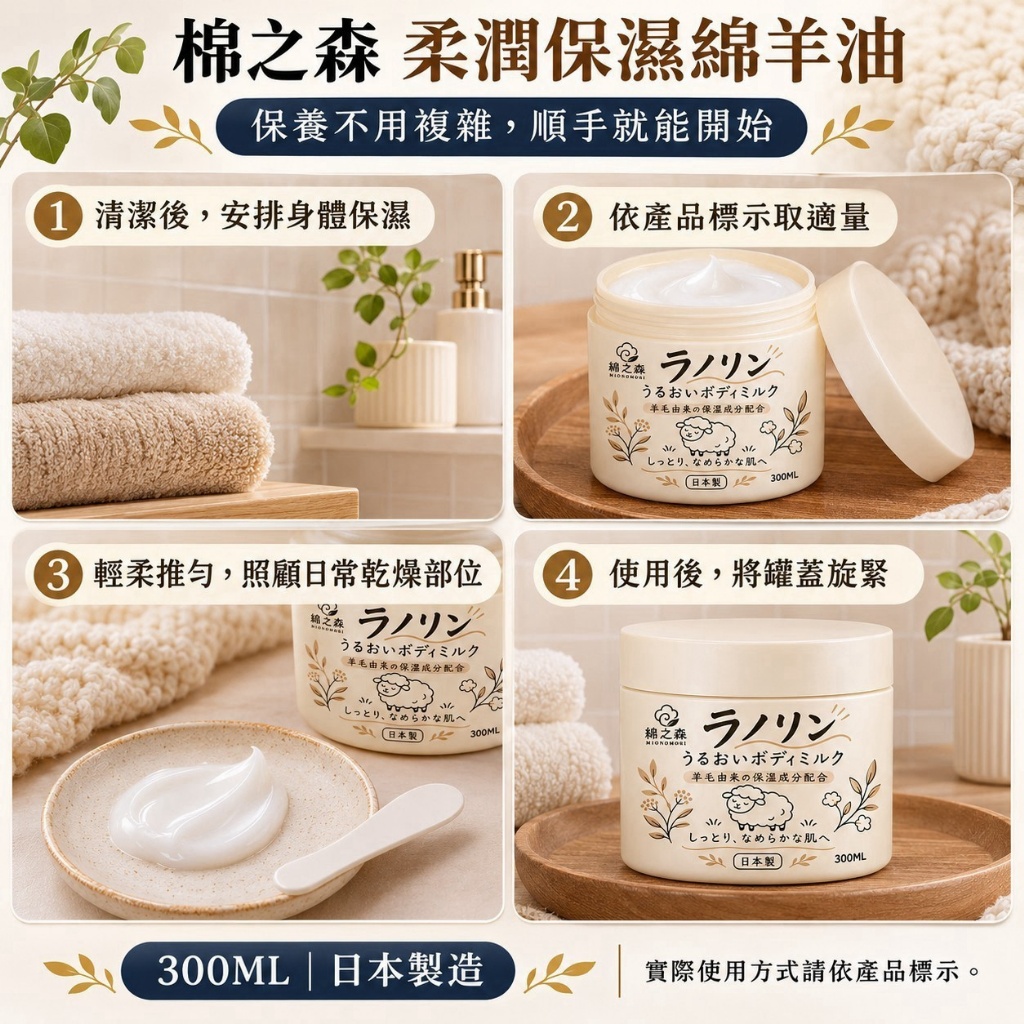 棉之森 柔潤保濕綿羊油
保養不用複雜，順手就能開始
1 清潔後，安排身體保濕
2 依產品標示取適量
綿之森
ラノリン
うるおいボディミルク
羊毛由来の保湿成分配合
しっとり、なめらかな肌へ
日本製
300ML
3 輕柔推勻，照顧日常乾燥部位
綿之森
ラノリン
うるおいボディミルク
羊毛由来の保湿成分配合
しっとり、なめらかな肌へ
日本製
300ML
4 使用後，將罐蓋旋緊
綿之森
ラノリン
うるおいボディミルク
羊毛由来の保湿成分配合
しっとり、なめらかな肌へ
日本製
300ML
300ML｜日本製造
實際使用方式請依產品標示。